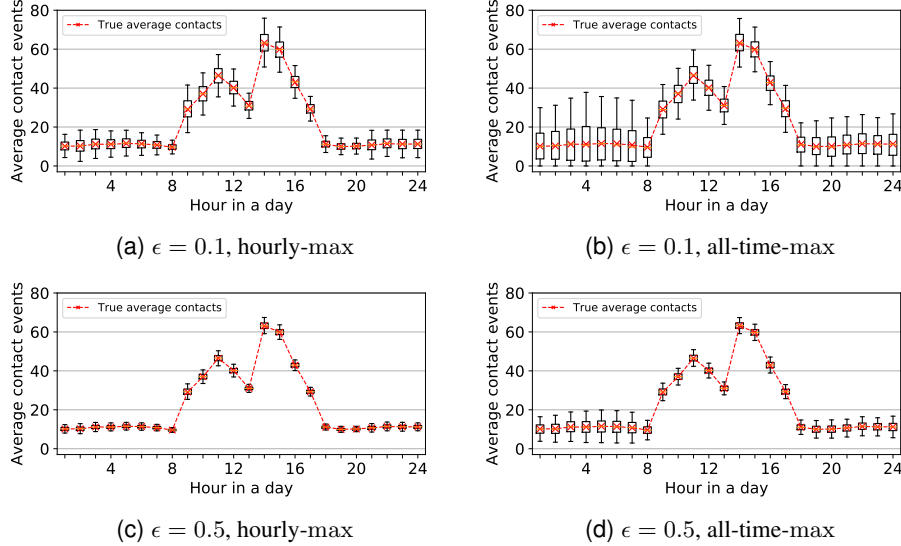 Average contact events
80
60
40
20
0
True average contacts
4
8
12
16
20
24
Hour in a day
(a) ϵ = 0.1, hourly-max
Average contact events
80
60
40
20
0
True average contacts
4
8
12
16
20
24
Hour in a day
(b) ϵ = 0.1, all-time-max
Average contact events
80
60
40
20
0
True average contacts
4
8
12
16
20
24
Hour in a day
(c) ϵ = 0.5, hourly-max
Average contact events
80
60
40
20
0
True average contacts
4
8
12
16
20
24
Hour in a day
(d) ϵ = 0.5, all-time-max